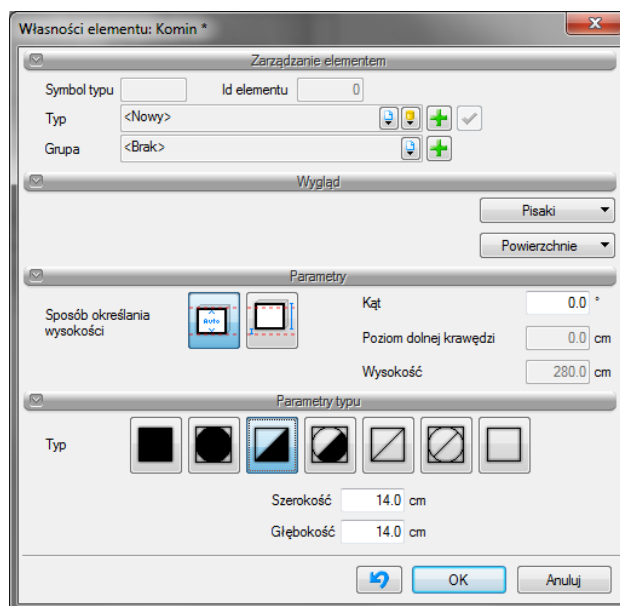 Własności elementu: Komin *
Zarządzanie elementem
Symbol typu Id elementu 0
Typ <Nowy>
Grupa <Brak>
Wygląd
Pisaki
Powierzchnie
Parametry
Sposób określania wysokości
Auto
Kąt 0.0 °
Poziom dolnej krawędzi 0.0 cm
Wysokość 280.0 cm
Parametry typu
Typ
Szerokość 14.0 cm
Głębokość 14.0 cm
OK Anuluj